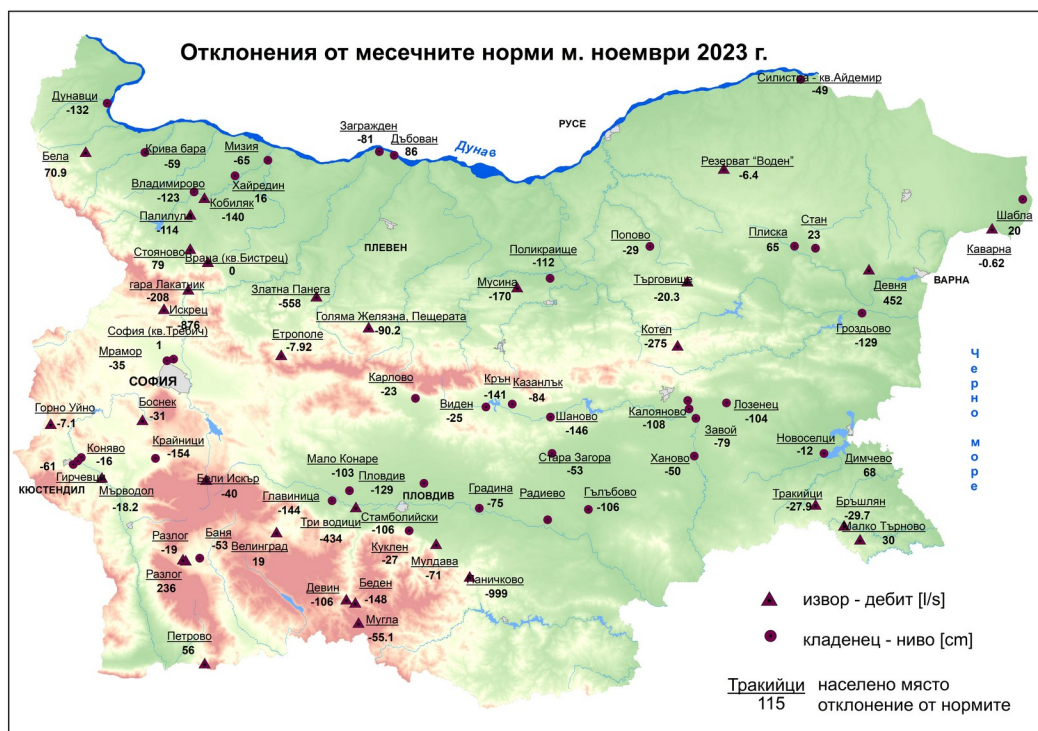 Отклонения от месечните норми м. ноември 2023 г.
Силистра - кв.Айдемир
-49
Дунавци
-132
Загражден
-81
Дъбован
86
РУСЕ
Дунав
Бела
70.9
Крива бара
-59
Мизия
-65
Резерват “Воден”
-6.4
Владимирово
-123
Хайредин
16
Кобиляк
-140
Палилула
-114
Шабла
20
Стан
23
Плиска
65
Попово
-29
ПЛЕВЕН
Поликраище
-112
Каварна
-0.62
Стояново
79
Враца (кв.Бистрец)
0
ВАРНА
гара Лакатник
-208
Златна Панега
-558
Мусина
-170
Търговище
-20.3
Девня
452
Искрец
-876
Голяма Желязна, Пещерата
-90.2
Гроздьово
-129
София (кв.Требич)
1
Етрополе
-7.92
Котел
-275
Мрамор
-35
СОФИЯ
Карлово
-23
Крън
-141
Казанлък
-84
Черно море
Горно Уйно
-7.1
Боснек
-31
Виден
-25
Шаново
-146
Калояново
-108
Лозенец
-104
Завой
-79
Крайници
-154
Коняво
-16
-61
Гирчевци
КЮСТЕНДИЛ
Мърводол
-18.2
Бели Искър
-40
Мало Конаре
-103
Пловдив
-129
ПЛОВДИВ
Стара Загора
-53
Ханово
-50
Новоселци
-12
Димчево
68
Главиница
-144
Градина
-75
Радиево
Гълъбово
-106
Тракийци
-27.9
Бръшлян
-29.7
Малко Търново
30
Три водици
-434
Стамболийски
-106
Куклен
-27
Мулдава
-71
Разлог
-19
Баня
-53
Велинград
19
Разлог
236
Девин
-106
Беден
-148
Паничково
-999
Мугла
-55.1
Петрово
56
извор - дебит [l/s]
кладенец - ниво [cm]
Тракийци населено място
115 отклонение от нормите